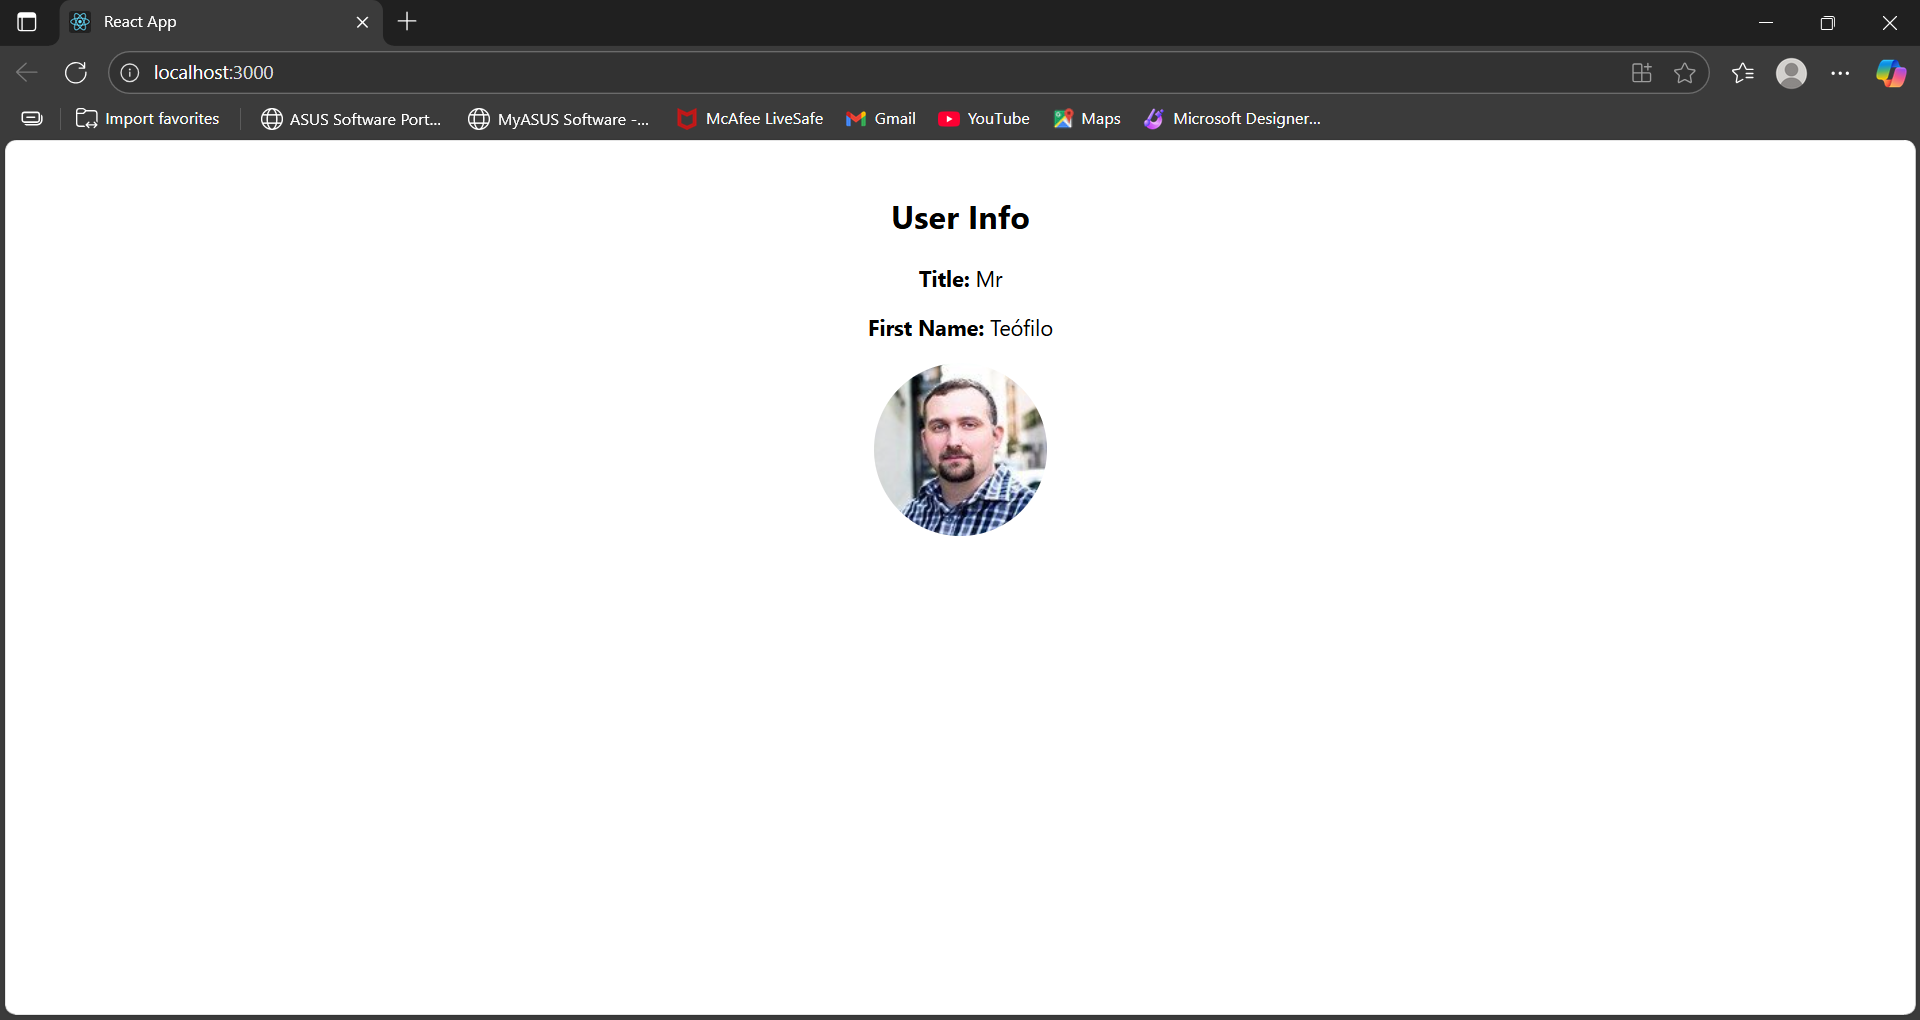 React App
localhost:3000
Import favorites
ASUS Software Port...
MyASUS Software -...
McAfee LiveSafe
Gmail
YouTube
Maps
Microsoft Designer...
User Info
Title: Mr
First Name: Teófilo